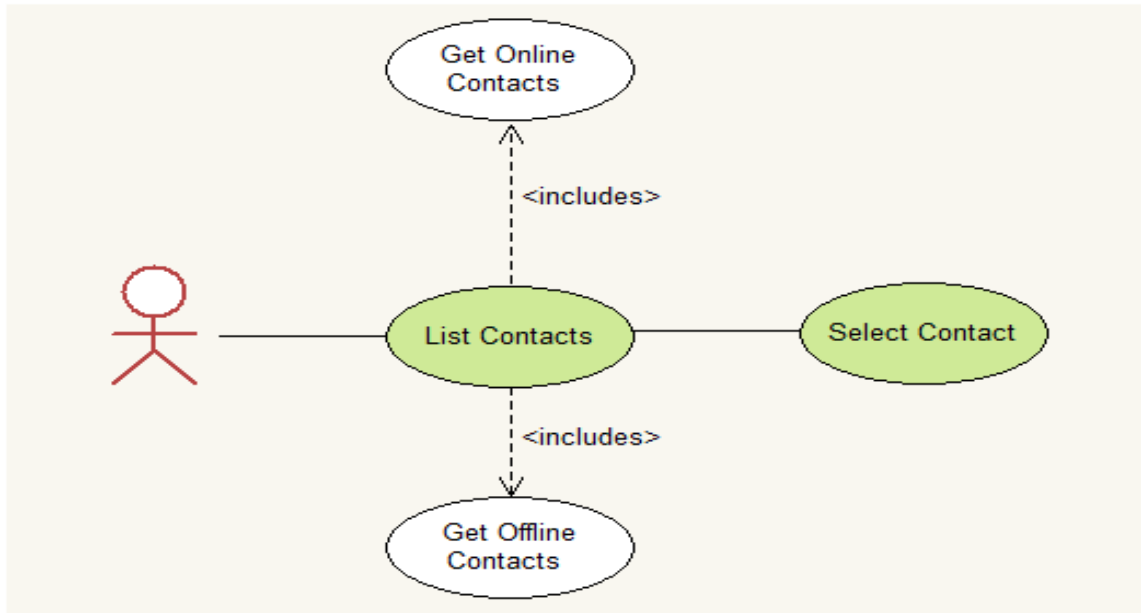 Get Online
Contacts
<includes>
List Contacts
Select Contact
<includes>
Get Offline
Contacts